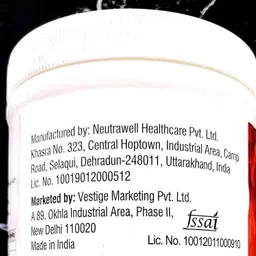 Manufactured by: Neutrawell Healthcare Pvt. Ltd.
Khasra No. 323, Central Hoptown, Industrial Area, Camp
Road, Selaqui, Dehradun-248011, Uttarakhand, India
Lic. No. 10019012000512
Marketed by: Vestige Marketing Pvt. Ltd.
A 89, Okhla Industrial Area, Phase II,
New Delhi 110020
Made in India
fssai
Lic. No. 10012011000910